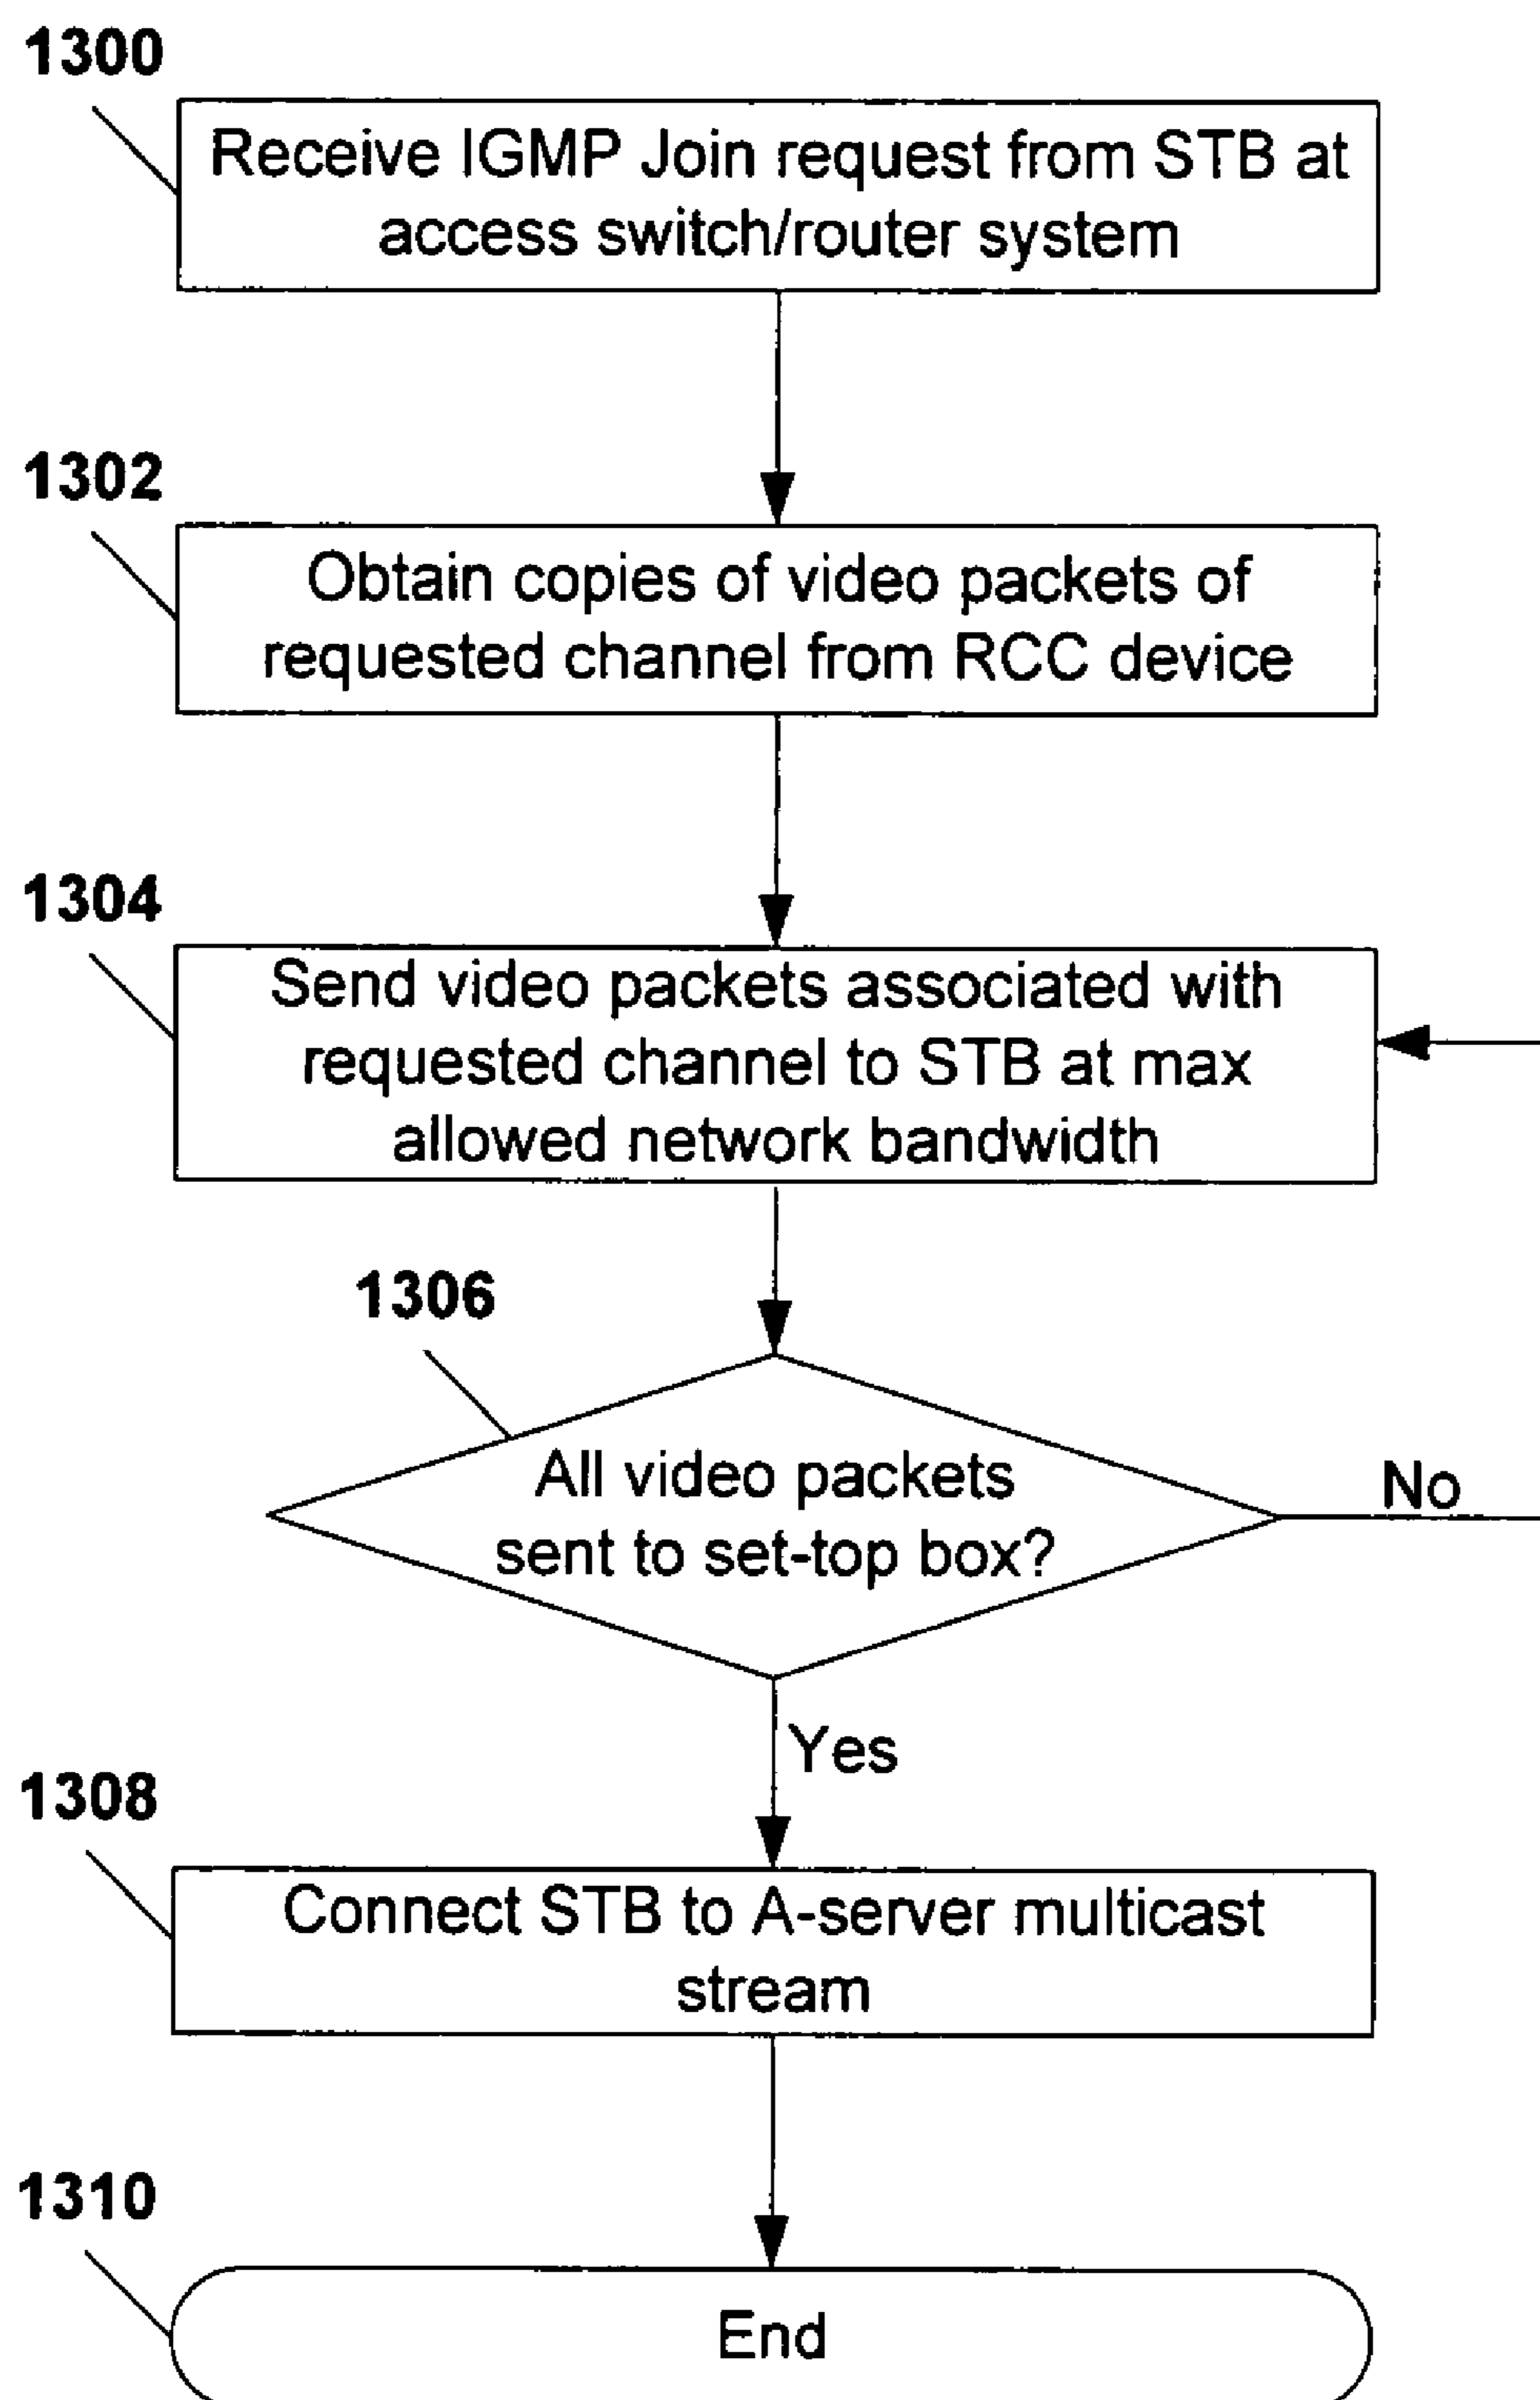 1300
Receive IGMP Join request from STB at
access switch/router system
1302
Obtain copies of video packets of
requested channel from RCC device
1304
Send video packets associated with
requested channel to STB at max
allowed network bandwidth
1306
All video packets
sent to set-top box?
No
Yes
1308
Connect STB to A-server multicast
stream
1310
End